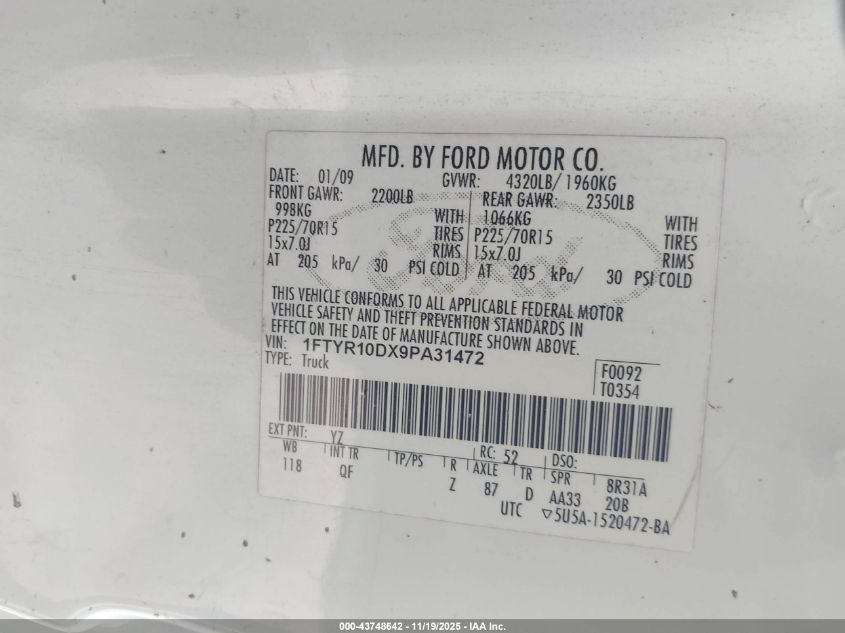 MFD. BY FORD MOTOR CO.
DATE: 01/09 GVWR: 4320LB/ 1960KG
FRONT GAWR: 2200LB REAR GAWR: 2350LB
998KG WITH 1066KG WITH
P225/70R15 TIRES P225/70R15 TIRES
15x7.0J RIMS 15x7.0J RIMS
AT 205 kPa/ 30 PSI COLD AT 205 kPa/ 30 PSI COLD
THIS VEHICLE CONFORMS TO ALL APPLICABLE FEDERAL MOTOR
VEHICLE SAFETY AND THEFT PREVENTION STANDARDS IN
EFFECT ON THE DATE OF MANUFACTURE SHOWN ABOVE.
VIN: 1FTYR10DX9PA31472
TYPE: Truck
F0092
T0354
EXT PNT: YZ RC: 52 DSO:
WB INT TR TP/PS R AXLE TR SPR 8R31A
118 QF Z 87 D AA33 20B
UTC ▽5U5A-1520472-BA
000-43748642 - 11/19/2025 - IAA Inc.